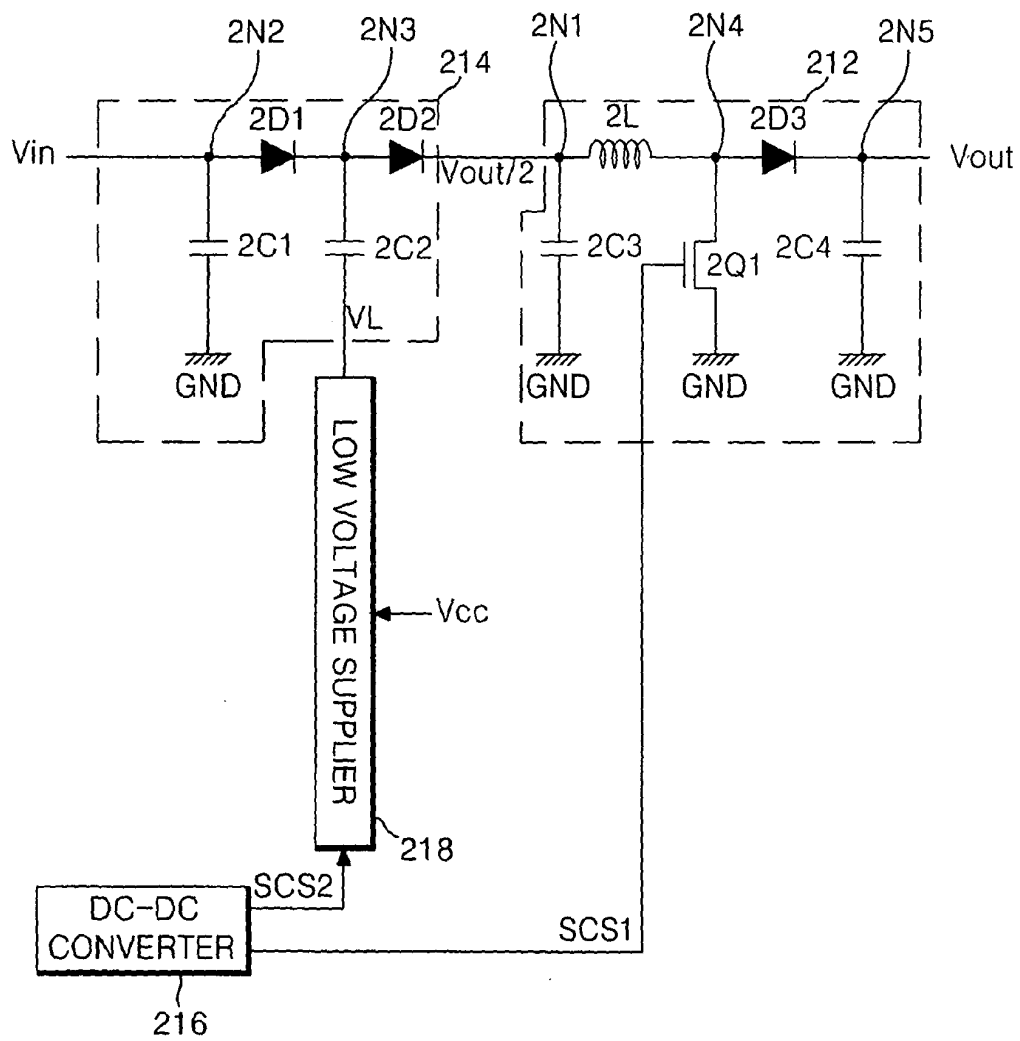 2N2
2N3
2N1
2N4
2N5
214
212
2D1
2D2
2L
2D3
Vin
Vout/2
Vout
2C1
2C2
2C3
2Q1
2C4
VL
GND
GND
GND
GND
LOW VOLTAGE SUPPLIER
Vcc
218
SCS2
DC-DC
CONVERTER
SCS1
216